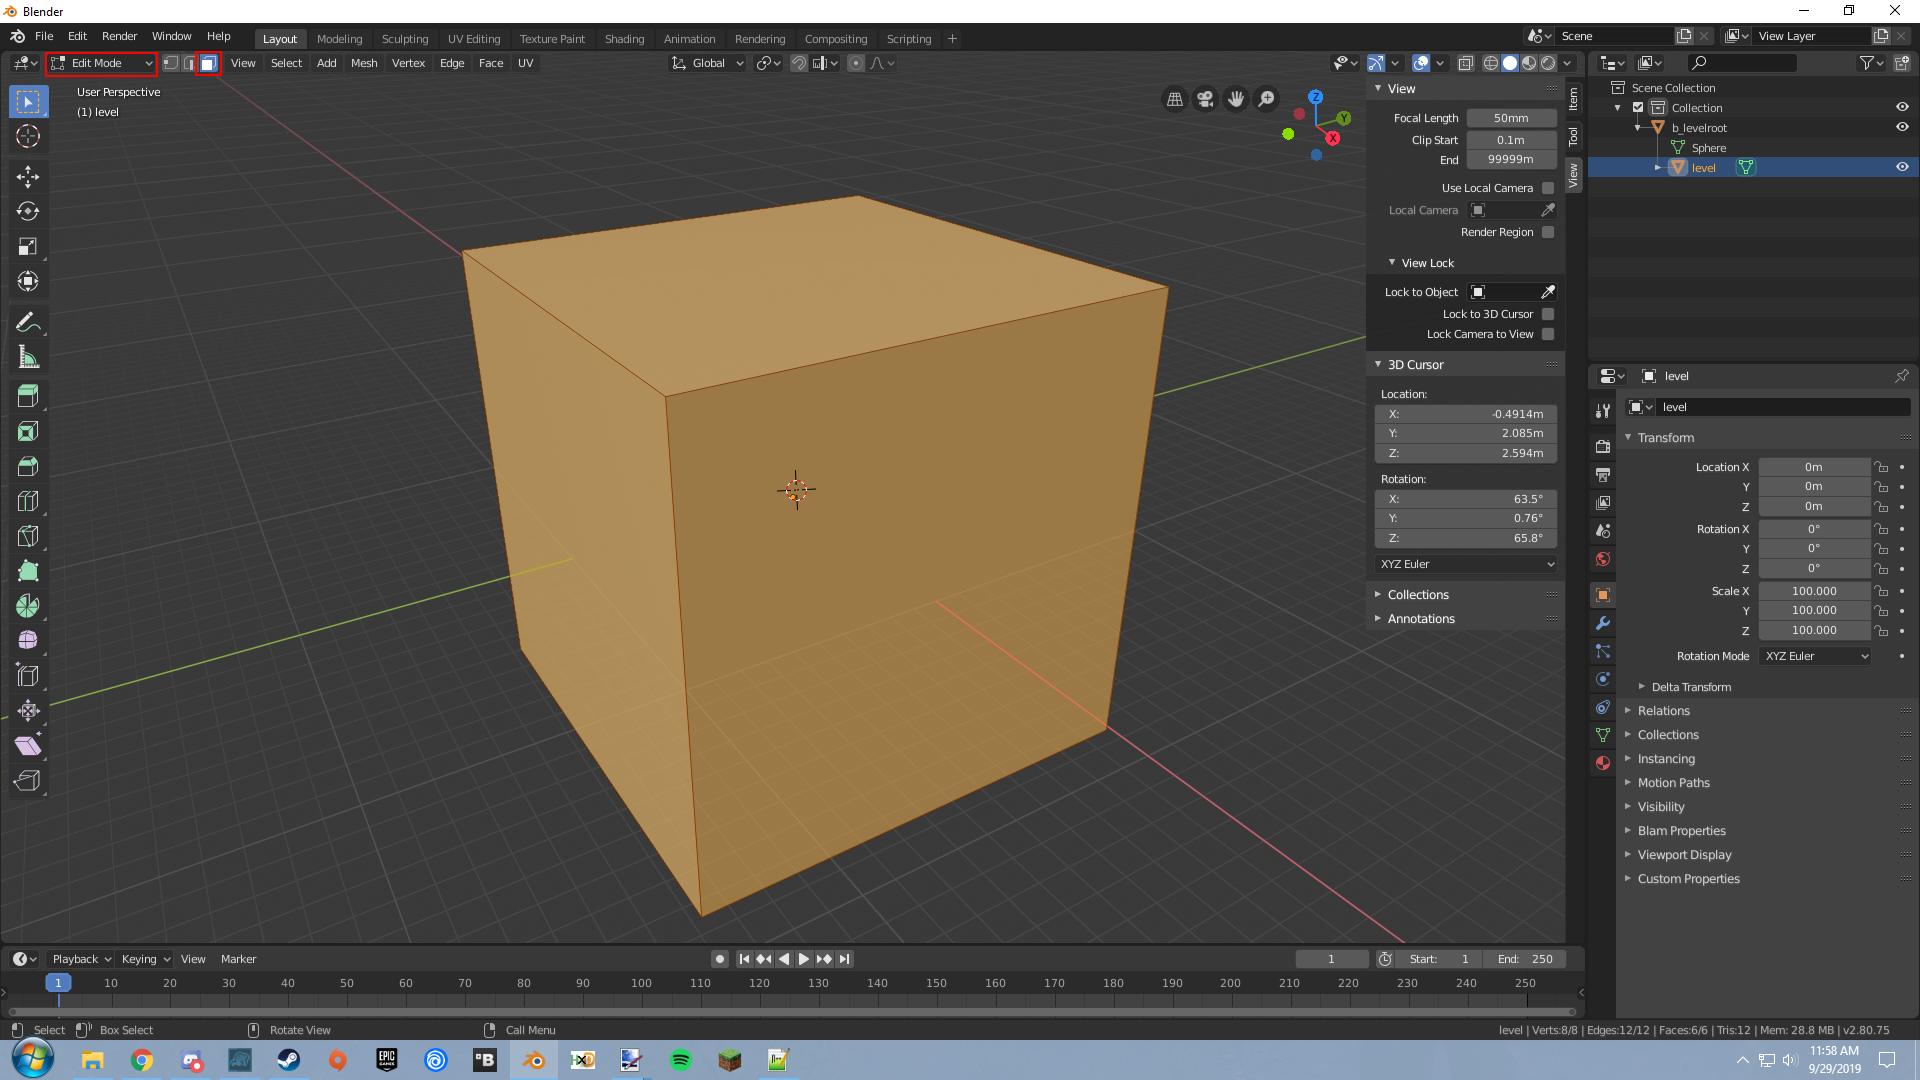 Blender
File Edit Render Window Help
Layout Modeling Sculpting UV Editing Texture Paint Shading Animation Rendering Compositing Scripting +
Scene
View Layer
Edit Mode
View Select Add Mesh Vertex Edge Face UV
Global
User Perspective
(1) level
Z
Y
X
View
Focal Length 50mm
Clip Start 0.1m
End 99999m
Use Local Camera
Local Camera
Render Region
View Lock
Lock to Object
Lock to 3D Cursor
Lock Camera to View
3D Cursor
Location:
X: -0.4914m
Y: 2.085m
Z: 2.594m
Rotation:
X: 63.5°
Y: 0.76°
Z: 65.8°
XYZ Euler
Collections
Annotations
Item
Tool
View
Scene Collection
Collection
b_levelroot
Sphere
level
level
level
Transform
Location X 0m
Y 0m
Z 0m
Rotation X 0°
Y 0°
Z 0°
Scale X 100.000
Y 100.000
Z 100.000
Rotation Mode XYZ Euler
Delta Transform
Relations
Collections
Instancing
Motion Paths
Visibility
Blam Properties
Viewport Display
Custom Properties
Playback Keying View Marker
1
Start: 1
End: 250
1 10 20 30 40 50 60 70 80 90 100 110 120 130 140 150 160 170 180 190 200 210 220 230 240 250
Select Box Select Rotate View Call Menu
level | Verts:8/8 | Edges:12/12 | Faces:6/6 | Tris:12 | Mem: 28.8 MB | v2.80.75
EPIC GAMES
B
11:58 AM
9/29/2019